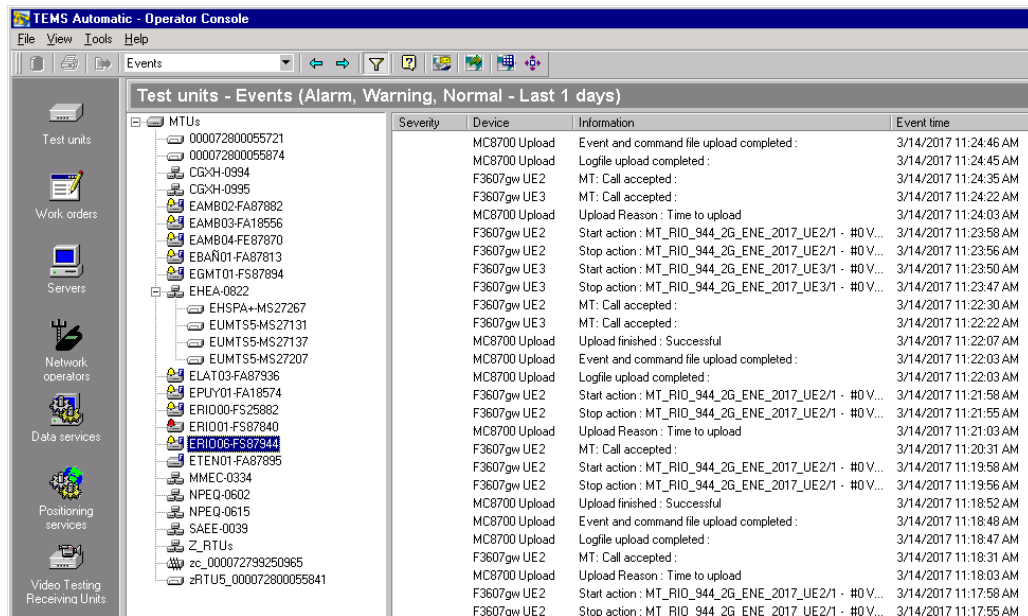 TEMS Automatic - Operator Console
File View Tools Help
Events
Test units - Events (Alarm, Warning, Normal - Last 1 days)
Test units
Work orders
Servers
Network
operators
Data services
Positioning
services
Video Testing
Receiving Units
MTUs
000072800055721
000072800055874
CGXH-0994
CGXH-0995
EAMB02-FA87882
EAMB03-FA18556
EAMB04-FE87870
EBAÑ01-FA87813
EGMT01-FS87894
EHEA-0822
EHSPA+-MS27267
EUMTS5-MS27131
EUMTS5-MS27137
EUMTS5-MS27207
ELAT03-FA87936
EPUY01-FA18574
ERIO00-FS25882
ERIO01-FS87840
ERIO06-FS87944
ETEN01-FA87895
MMEC-0334
NPEQ-0602
NPEQ-0615
SAEE-0039
Z_RTUs
zc_000072799250965
zRTU5_000072800055841
Severity Device Information Event time
MC8700 Upload Event and command file upload completed : 3/14/2017 11:24:46 AM
MC8700 Upload Logfile upload completed : 3/14/2017 11:24:45 AM
F3607gw UE2 MT: Call accepted : 3/14/2017 11:24:35 AM
F3607gw UE3 MT: Call accepted : 3/14/2017 11:24:22 AM
MC8700 Upload Upload Reason : Time to upload 3/14/2017 11:24:03 AM
F3607gw UE2 Start action : MT_RIO_944_2G_ENE_2017_UE2/1 - #0 V... 3/14/2017 11:23:58 AM
F3607gw UE2 Stop action : MT_RIO_944_2G_ENE_2017_UE2/1 - #0 V... 3/14/2017 11:23:56 AM
F3607gw UE3 Start action : MT_RIO_944_2G_ENE_2017_UE3/1 - #0 V... 3/14/2017 11:23:50 AM
F3607gw UE3 Stop action : MT_RIO_944_2G_ENE_2017_UE3/1 - #0 V... 3/14/2017 11:23:47 AM
F3607gw UE2 MT: Call accepted : 3/14/2017 11:22:30 AM
F3607gw UE3 MT: Call accepted : 3/14/2017 11:22:22 AM
MC8700 Upload Upload finished : Successful 3/14/2017 11:22:07 AM
MC8700 Upload Event and command file upload completed : 3/14/2017 11:22:03 AM
MC8700 Upload Logfile upload completed : 3/14/2017 11:22:03 AM
F3607gw UE2 Start action : MT_RIO_944_2G_ENE_2017_UE2/1 - #0 V... 3/14/2017 11:21:58 AM
F3607gw UE2 Stop action : MT_RIO_944_2G_ENE_2017_UE2/1 - #0 V... 3/14/2017 11:21:55 AM
MC8700 Upload Upload Reason : Time to upload 3/14/2017 11:21:03 AM
F3607gw UE2 MT: Call accepted : 3/14/2017 11:20:31 AM
F3607gw UE2 Start action : MT_RIO_944_2G_ENE_2017_UE2/1 - #0 V... 3/14/2017 11:19:58 AM
F3607gw UE2 Stop action : MT_RIO_944_2G_ENE_2017_UE2/1 - #0 V... 3/14/2017 11:19:56 AM
MC8700 Upload Upload finished : Successful 3/14/2017 11:18:52 AM
MC8700 Upload Event and command file upload completed : 3/14/2017 11:18:48 AM
MC8700 Upload Logfile upload completed : 3/14/2017 11:18:47 AM
F3607gw UE2 MT: Call accepted : 3/14/2017 11:18:31 AM
MC8700 Upload Upload Reason : Time to upload 3/14/2017 11:18:03 AM
F3607gw UE2 Start action : MT_RIO_944_2G_ENE_2017_UE2/1 - #0 V... 3/14/2017 11:17:58 AM
F3607gw UE2 Stop action : MT_RIO_944_2G_ENE_2017_UE2/1 - #0 V... 3/14/2017 11:17:55 AM